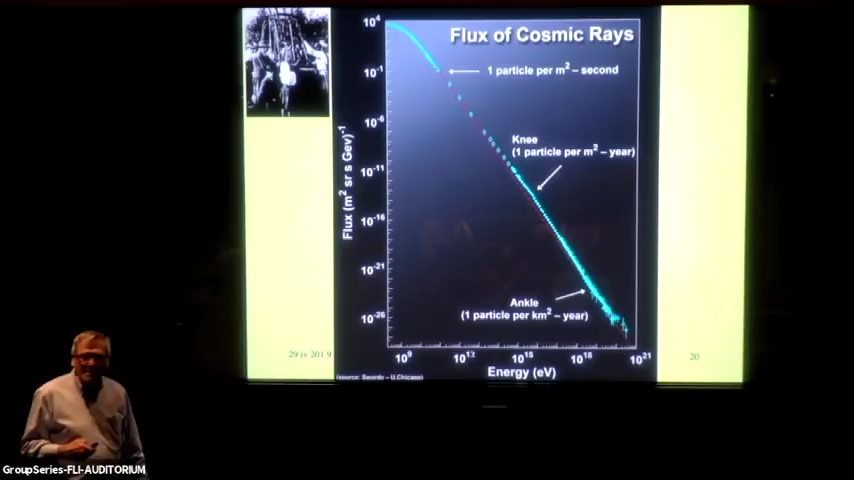 Flux of Cosmic Rays
10⁴
10⁻¹
10⁻⁶
10⁻¹¹
10⁻¹⁶
10⁻²¹
10⁻²⁶
Flux (m² sr s Gev)⁻¹
1 particle per m² – second
Knee
(1 particle per m² – year)
Ankle
(1 particle per km² – year)
10⁹
10¹²
10¹⁵
10¹⁸
10²¹
Energy (eV)
(source: Swordy – U.Chicago)
29 iv 2019
20
GroupSeries-FLI-AUDITORIUM